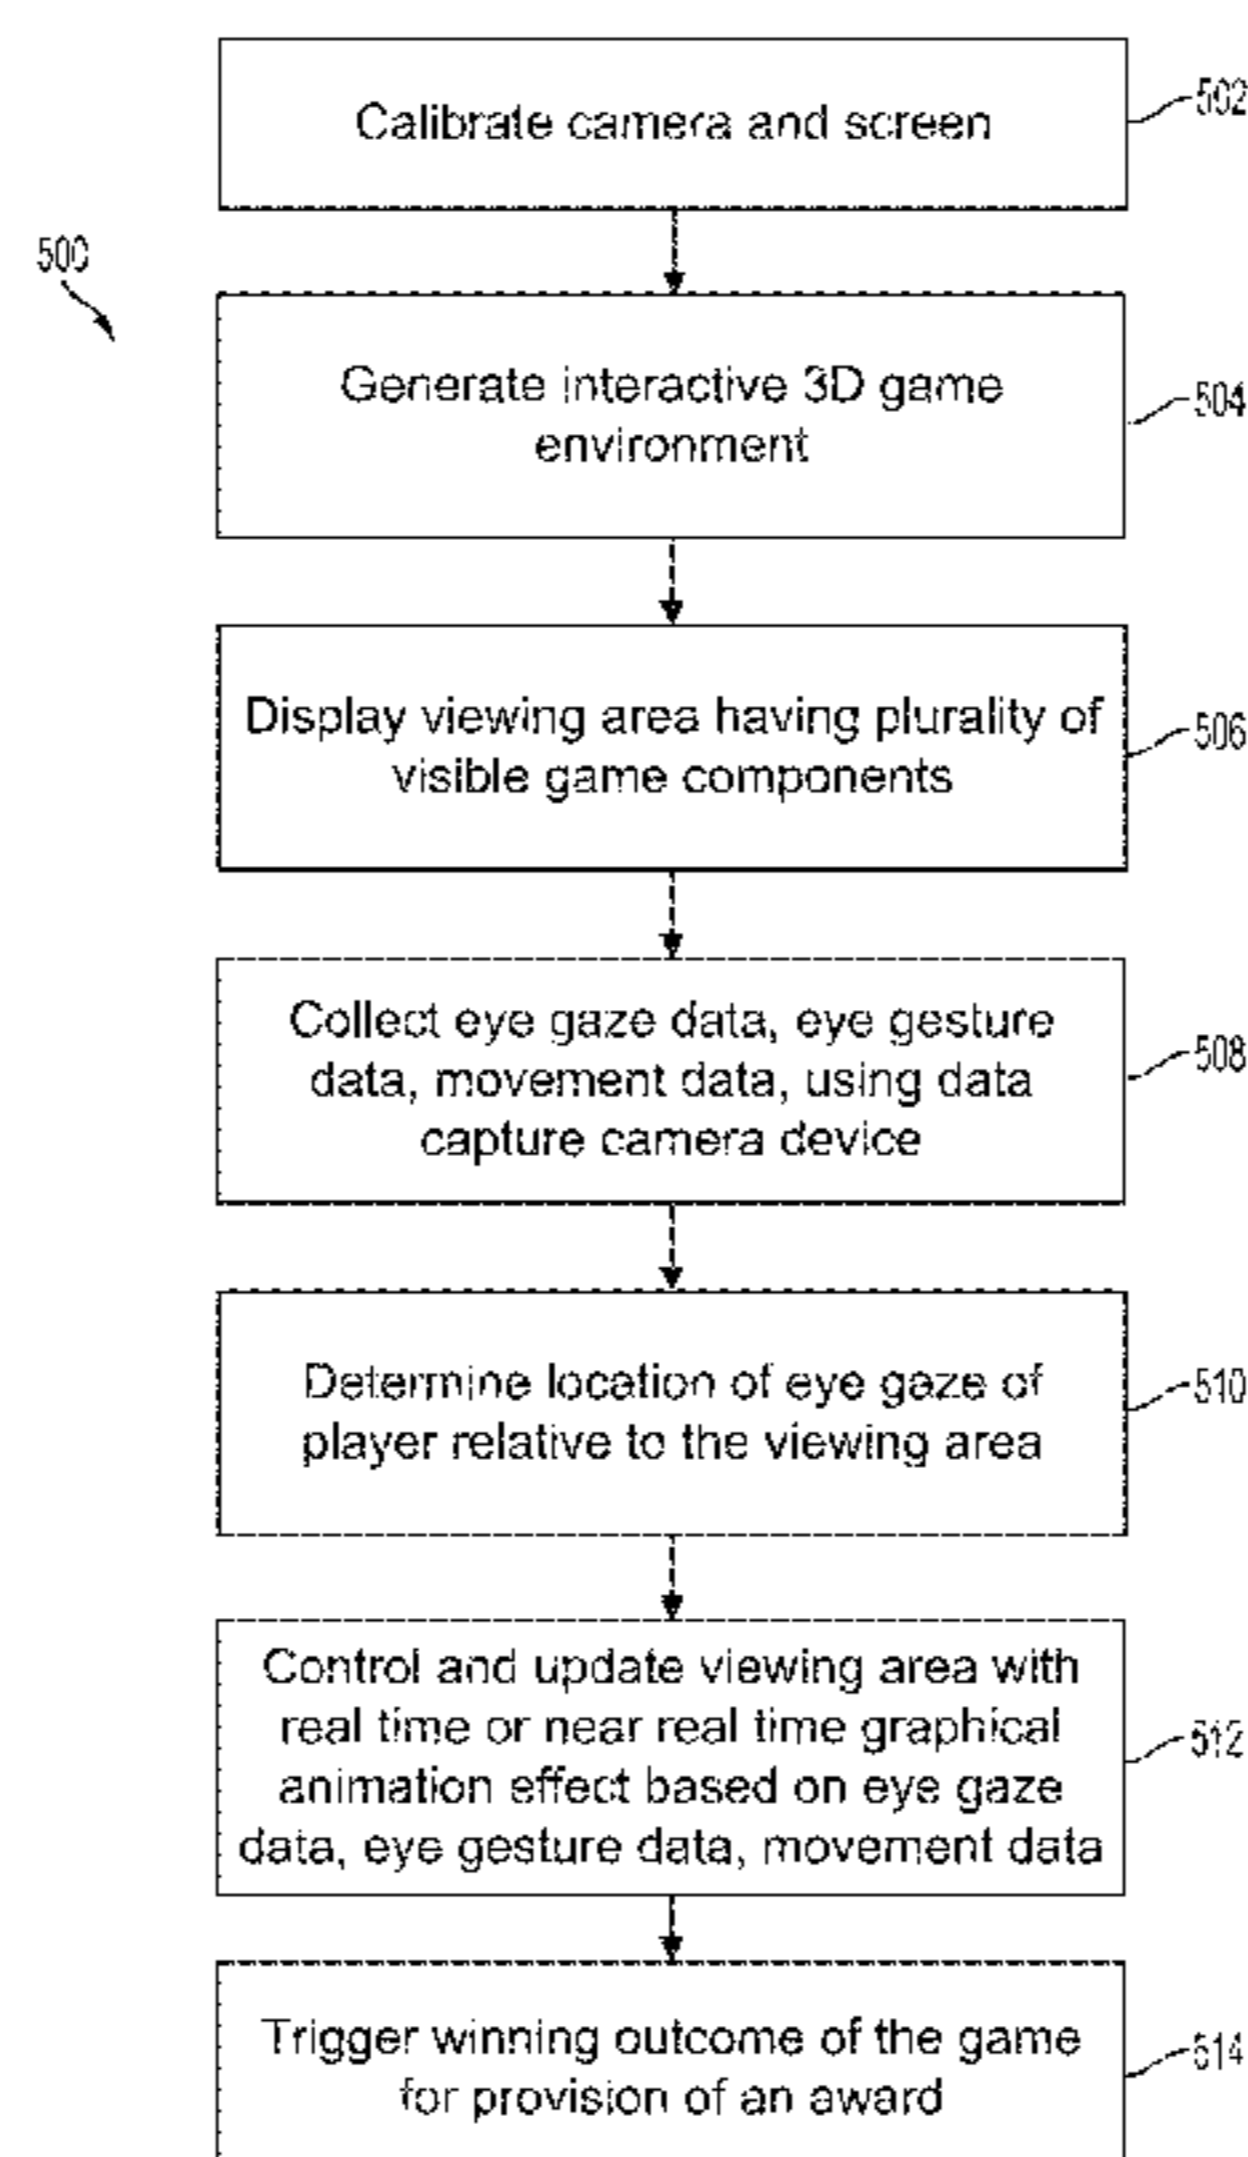 Calibrate camera and screen
502
500
Generate interactive 3D game
environment
504
Display viewing area having plurality of
visible game components
506
Collect eye gaze data, eye gesture
data, movement data, using data
capture camera device
508
Determine location of eye gaze of
player relative to the viewing area
510
Control and update viewing area with
real time or near real time graphical
animation effect based on eye gaze
data, eye gesture data, movement data
512
Trigger winning outcome of the game
for provision of an award
514